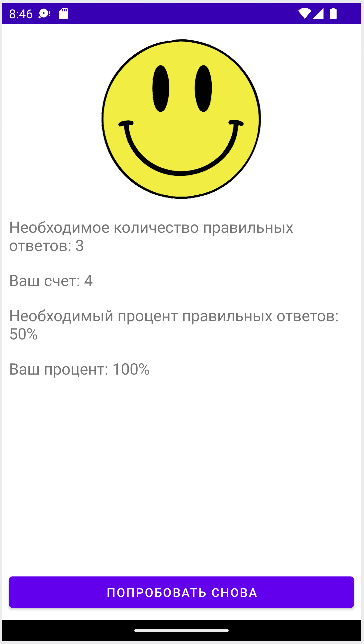 8:46
Необходимое количество правильных
ответов: 3
Ваш счет: 4
Необходимый процент правильных ответов:
50%
Ваш процент: 100%
ПОПРОБОВАТЬ СНОВА